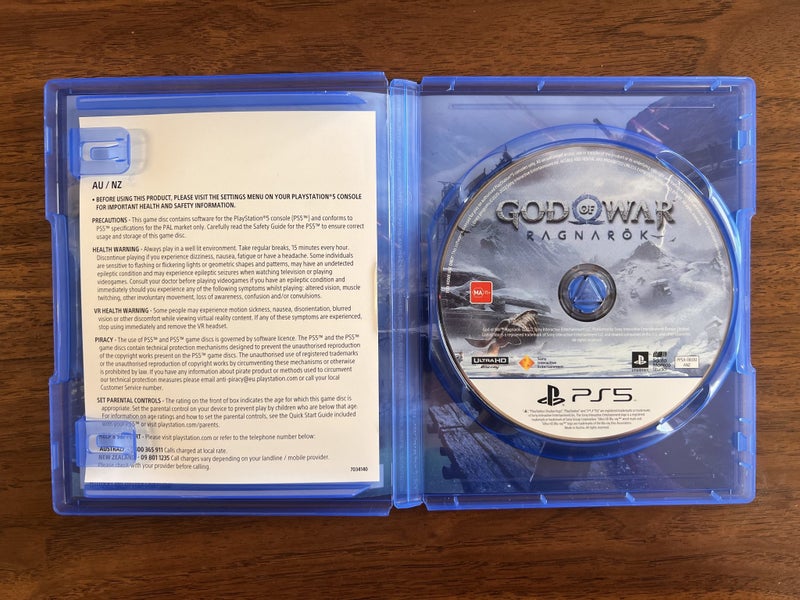 AU / NZ
• BEFORE USING THIS PRODUCT, PLEASE VISIT THE SETTINGS MENU ON YOUR PLAYSTATION®5 CONSOLE
FOR IMPORTANT HEALTH AND SAFETY INFORMATION.
PRECAUTIONS - This game disc contains software for the PlayStation®5 console (PS5™) and conforms to
PS5™ specifications for the PAL market only. Carefully read the Safety Guide for the PS5™ to ensure correct
usage and storage of this game disc.
HEALTH WARNING - Always play in a well lit environment. Take regular breaks, 15 minutes every hour.
Discontinue playing if you experience dizziness, nausea, fatigue or have a headache. Some individuals
are sensitive to flashing or flickering lights or geometric shapes and patterns, may have an undetected
epileptic condition and may experience epileptic seizures when watching television or playing
videogames. Consult your doctor before playing videogames if you have an epileptic condition and
immediately should you experience any of the following symptoms whilst playing: altered vision, muscle
twitching, other involuntary movement, loss of awareness, confusion and/or convulsions.
VR HEALTH WARNING - Some people may experience motion sickness, nausea, disorientation, blurred
vision or other discomfort while viewing virtual reality content. If any of these symptoms are experienced,
stop using immediately and remove the VR headset.
PIRACY - The use of PS5™ and PS5™ game discs is governed by software licence. The PS5™ and the PS5™
game discs contain technical protection mechanisms designed to prevent the unauthorised reproduction
of the copyright works present on the PS5™ game discs. The unauthorised use of registered trademarks
or the unauthorised reproduction of copyright works by circumventing these mechanisms or otherwise
is prohibited by law. If you have any information about pirate product or methods used to circumvent
our technical protection measures please email anti-piracy@eu.playstation.com or call your local
Customer Service number.
SET PARENTAL CONTROLS - The rating on the front of box indicates the age for which this game disc is
appropriate. Set the parental control on your device to prevent play by children who are below that age.
For information on age ratings and how to set the parental controls, see the Quick Start Guide included
with your PS5™ or visit playstation.com/parents.
HELP & SUPPORT - Please visit playstation.com or refer to the telephone number below:
AUSTRALIA - 1300 365 911 Calls charged at local rate.
NEW ZEALAND - 09 801 1235 Call charges vary depending on your landline / mobile provider.
Please check with your provider before calling.
7034140
GOD OF WAR
RAGNARÖK
MA 15+
ULTRA HD
Blu-ray
Sony
Interactive
Entertainment
PlayStation
STUDIOS
santa
monica
studio
PS5